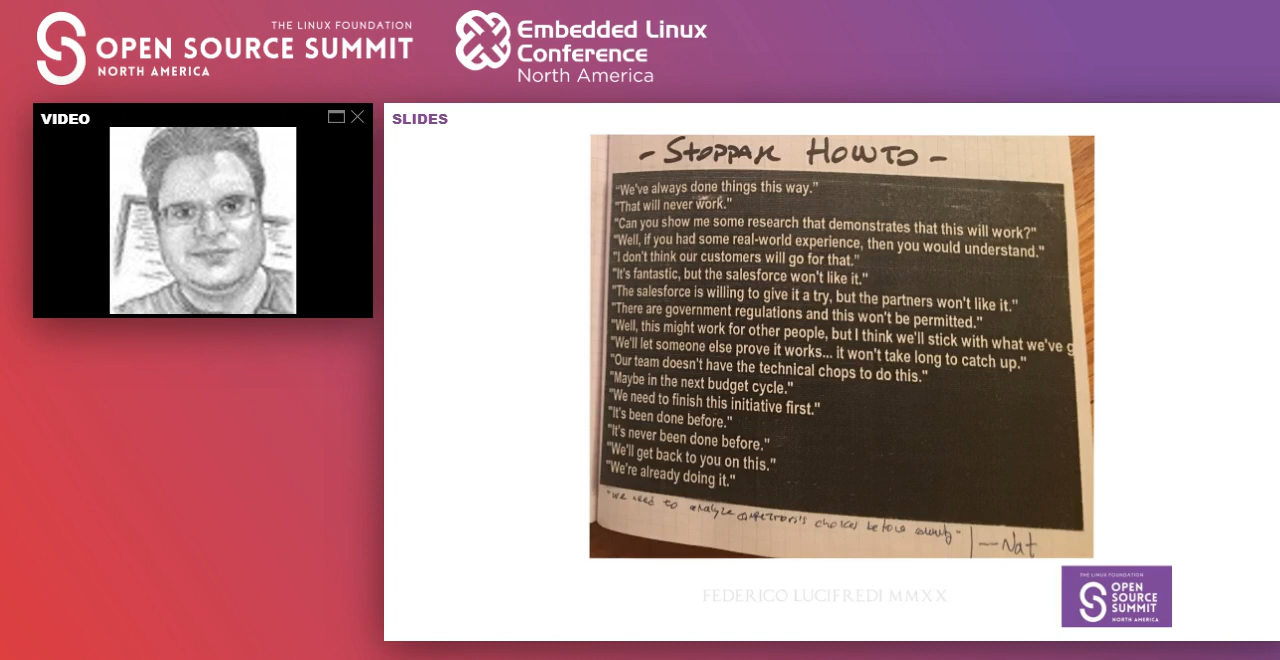 THE LINUX FOUNDATION
OPEN SOURCE SUMMIT
NORTH AMERICA
Embedded Linux
Conference
North America
VIDEO
SLIDES
- STOPPAK HOWTO -
"We've always done things this way."
"That will never work."
"Can you show me some research that demonstrates that this will work?"
"Well, if you had some real-world experience, then you would understand."
"I don't think our customers will go for that."
"It's fantastic, but the salesforce won't like it."
"The salesforce is willing to give it a try, but the partners won't like it."
"There are government regulations and this won't be permitted."
"Well, this might work for other people, but I think we'll stick with what we've g
"We'll let someone else prove it works... it won't take long to catch up."
"Our team doesn't have the technical chops to do this."
"Maybe in the next budget cycle."
"We need to finish this initiative first."
"It's been done before."
"It's never been done before."
"We'll get back to you on this."
"We're already doing it."
"We need to analyze competitors's choices before
--Nat
FEDERICO LUCIFREDI MMXX
THE LINUX FOUNDATION
OPEN
SOURCE
SUMMIT
NORTH AMERICA